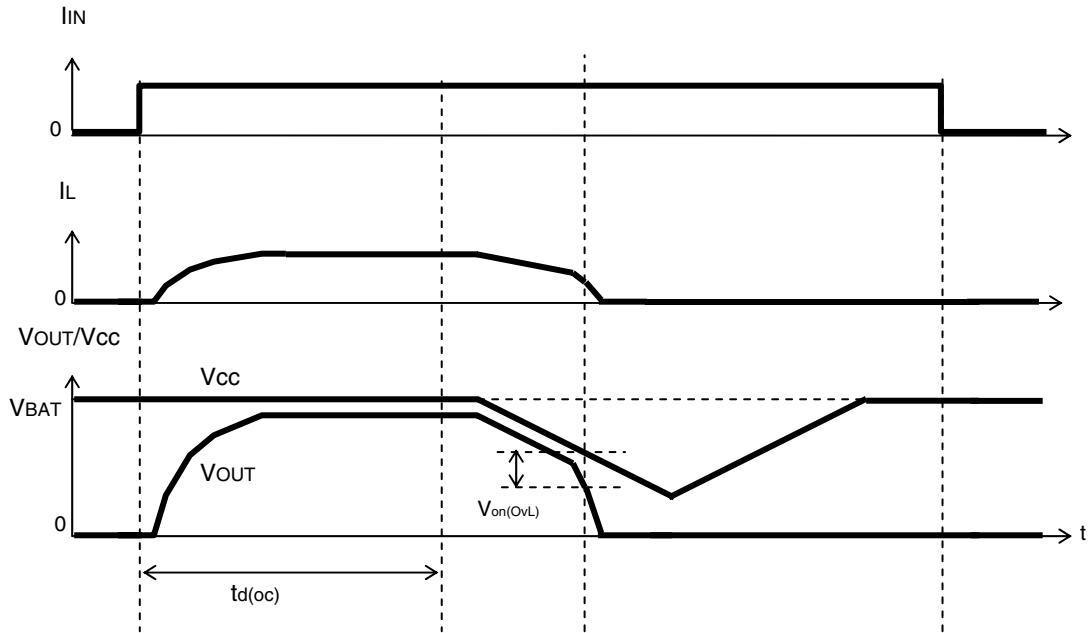 IIN
0
IL
0
VOUT/Vcc
Vcc
VBAT
VOUT
Von(OvL)
0
t
td(oc)